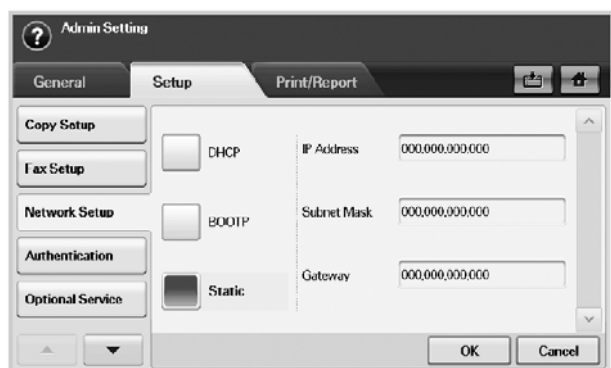 Admin Setting
General
Setup
Print/Report
Copy Setup
Fax Setup
Network Setup
Authentication
Optional Service
DHCP
BOOTP
Static
IP Address
000.000.000.000
Subnet Mask
000,000,000,000
Gateway
000,000,000,000
OK
Cancel